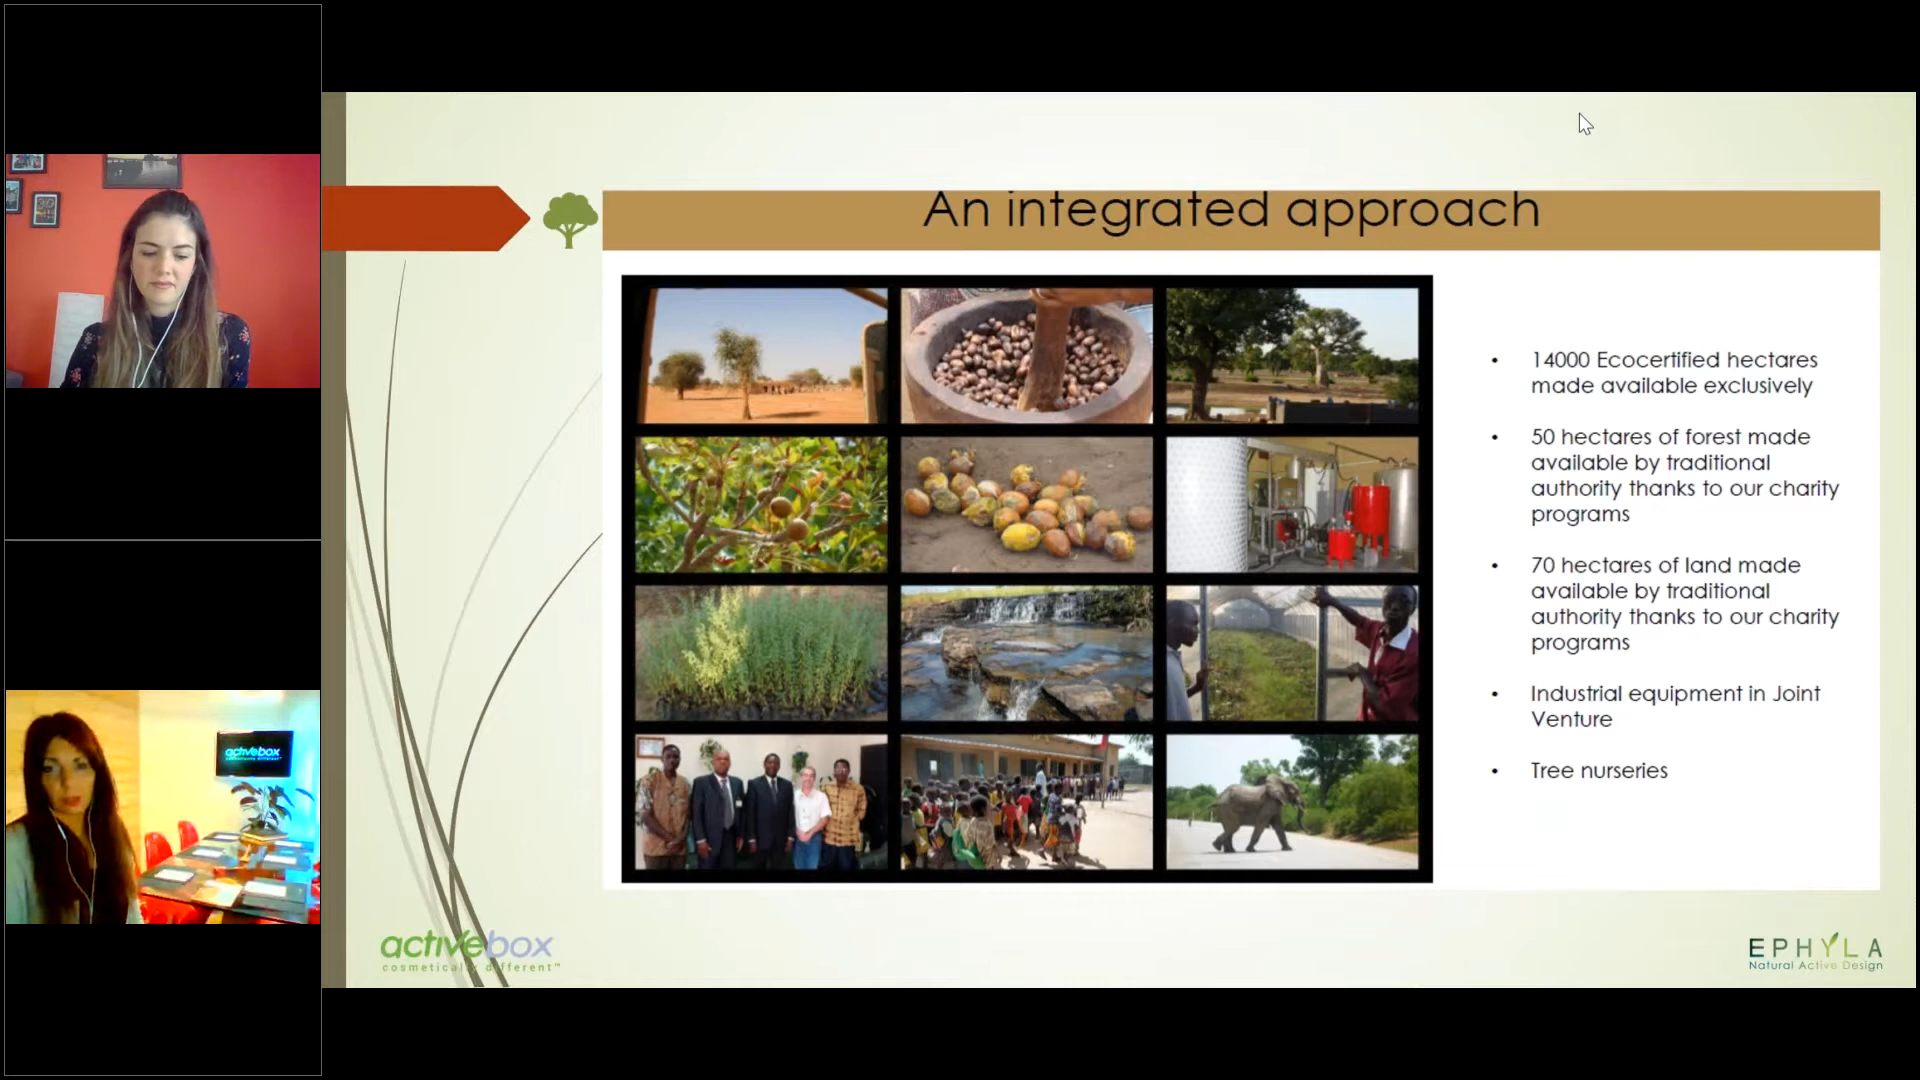 An integrated approach
• 14000 Ecocertified hectares
made available exclusively
• 50 hectares of forest made
available by traditional
authority thanks to our charity
programs
• 70 hectares of land made
available by traditional
authority thanks to our charity
programs
• Industrial equipment in Joint
Venture
• Tree nurseries
activebox
activebox
cosmetically different™
EPHYLA
Natural Active Design